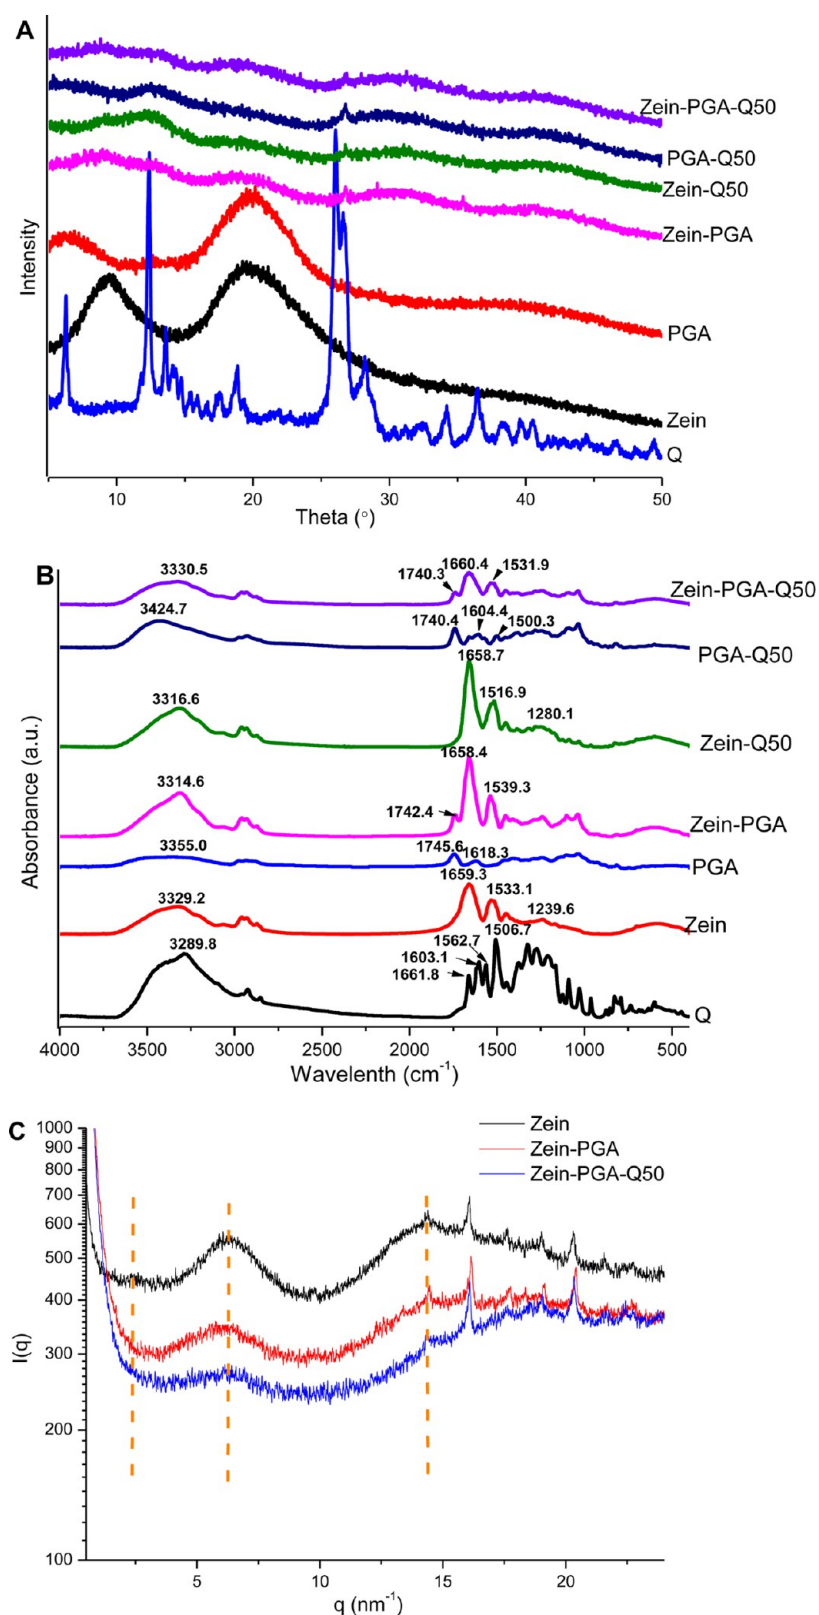 A
Zein-PGA-Q50
PGA-Q50
Zein-Q50
Zein-PGA
PGA
Zein
Q
Intensity
10 20 30 40 50
Theta (°)
B
3330.5 1740.3 1660.4 1531.9 Zein-PGA-Q50
3424.7 1740.4 1604.4 1500.3 PGA-Q50
3316.6 1658.7 1516.9 1280.1 Zein-Q50
3314.6 1742.4 1658.4 1539.3 Zein-PGA
3355.0 1745.6 1618.3 PGA
3329.2 1659.3 1533.1 1239.6 Zein
3289.8 1661.8 1603.1 1562.7 1506.7 Q
Absorbance (a.u.)
4000 3500 3000 2500 2000 1500 1000 500
Wavelenth (cm⁻¹)
C
Zein
Zein-PGA
Zein-PGA-Q50
1000
900
800
700
600
500
400
300
200
100
I(q)
5 10 15 20
q (nm⁻¹)